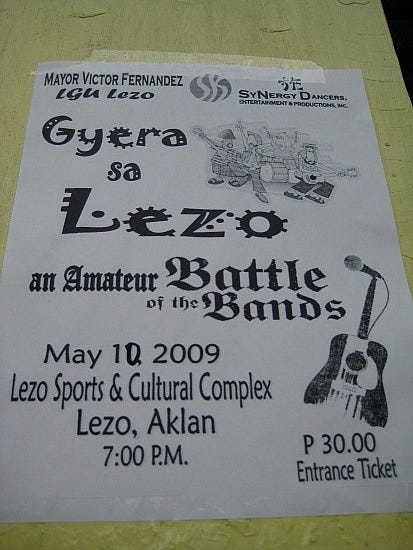 MAYOR VICTOR FERNANDEZ
LGU Lezo
SYNERGY DANCERS,
ENTERTAINMENT & PRODUCTIONS, INC.
Gyera
sa
Lezo
an Amateur Battle
of the Bands
May 10, 2009
Lezo Sports & Cultural Complex
Lezo, Aklan
7:00 P.M.
P 30.00
Entrance Ticket